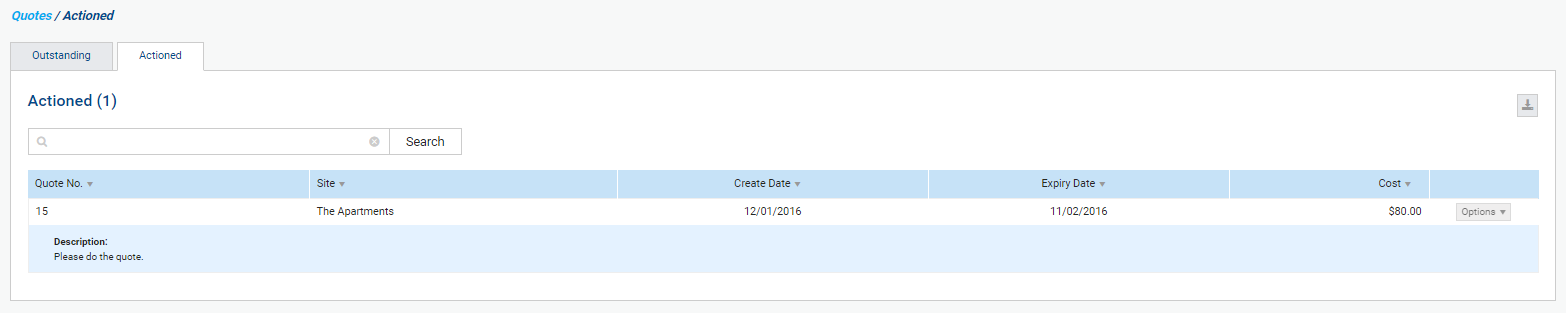 Quotes / Actioned
Outstanding Actioned
Actioned (1)
Search
Quote No. Site Create Date Expiry Date Cost
15 The Apartments 12/01/2016 11/02/2016 $80.00 Options
Description:
Please do the quote.